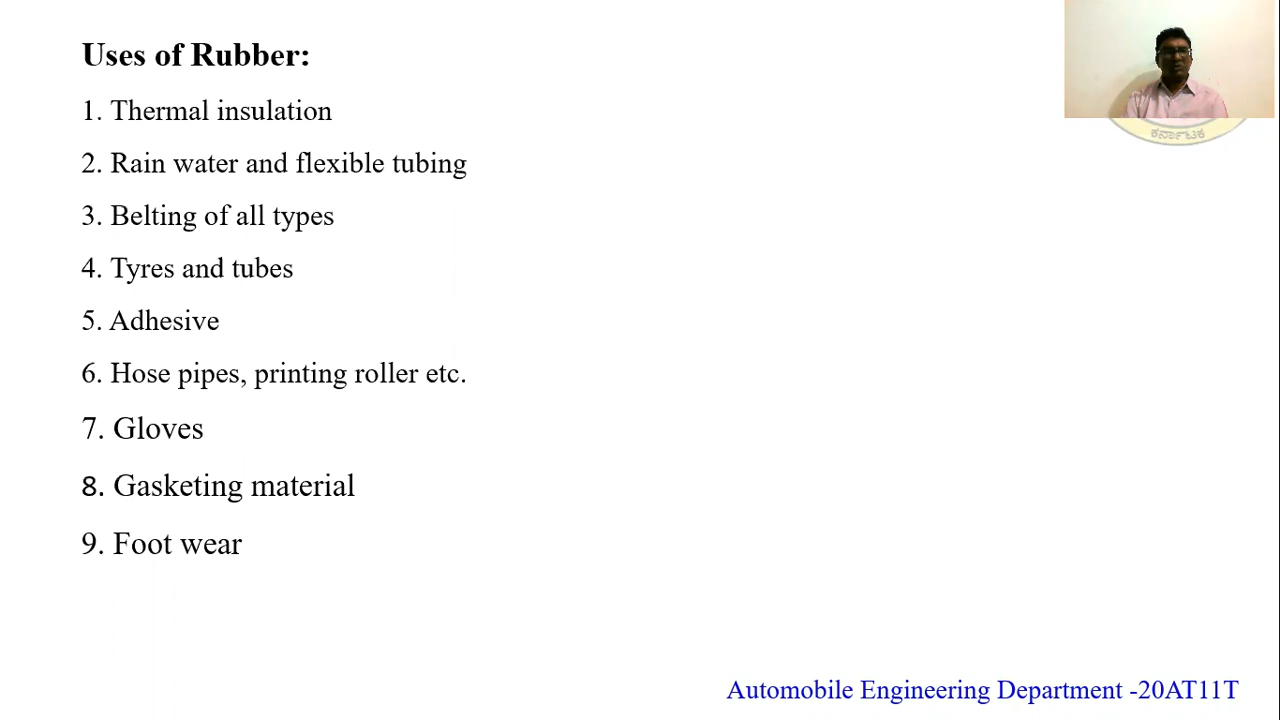 Uses of Rubber:
1. Thermal insulation
2. Rain water and flexible tubing
3. Belting of all types
4. Tyres and tubes
5. Adhesive
6. Hose pipes, printing roller etc.
7. Gloves
8. Gasketing material
9. Foot wear
ಕರ್ನಾಟಕ
Automobile Engineering Department -20AT11T